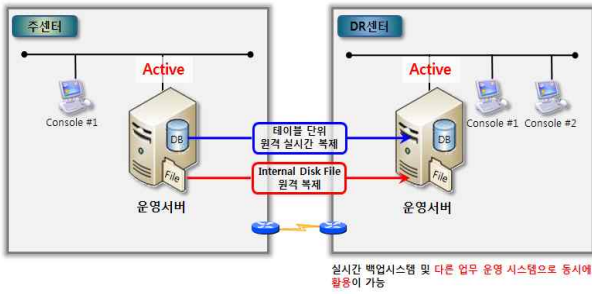 주센터
DR센터
Active
Active
Console #1
Console #1
Console #2
DB
테이블 단위
원격 실시간 복제
DB
File
Internal Disk File
원격 복제
File
운영서버
운영서버
실시간 백업시스템 및 다른 업무 운영 시스템으로 동시에
활용이 가능